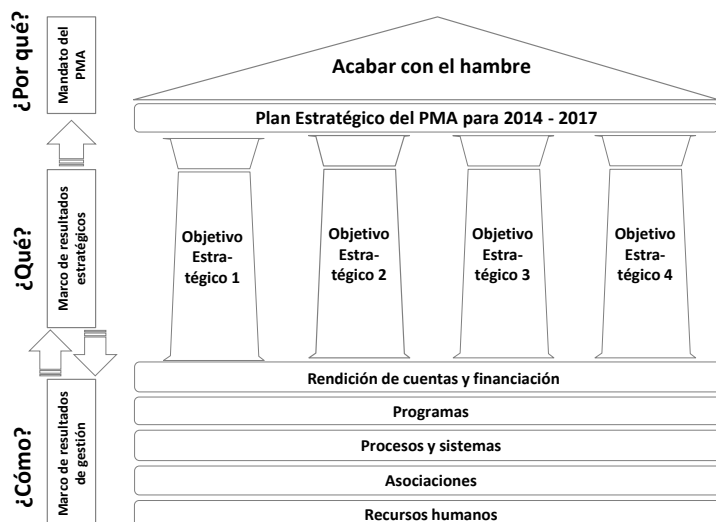 ¿Por qué?
Mandato del
PMA
Acabar con el hambre
Plan Estratégico del PMA para 2014 - 2017
¿Qué?
Marco de resultados
estratégicos
Objetivo
Estra-
tégico 1
Objetivo
Estra-
tégico 2
Objetivo
Estra-
tégico 3
Objetivo
Estra-
tégico 4
¿Cómo?
Marco de resultados
de gestión
Rendición de cuentas y financiación
Programas
Procesos y sistemas
Asociaciones
Recursos humanos